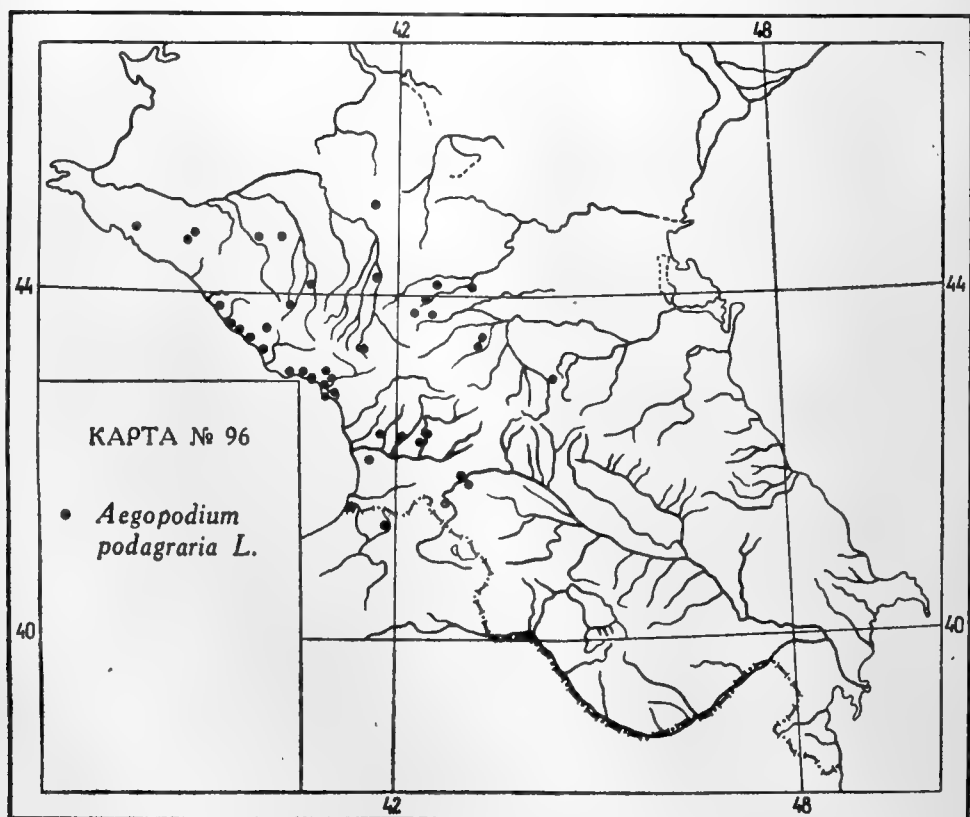 42 48
44 44
КАРТА № 96
Aegopodium
podagraria L.
40 40
42 48